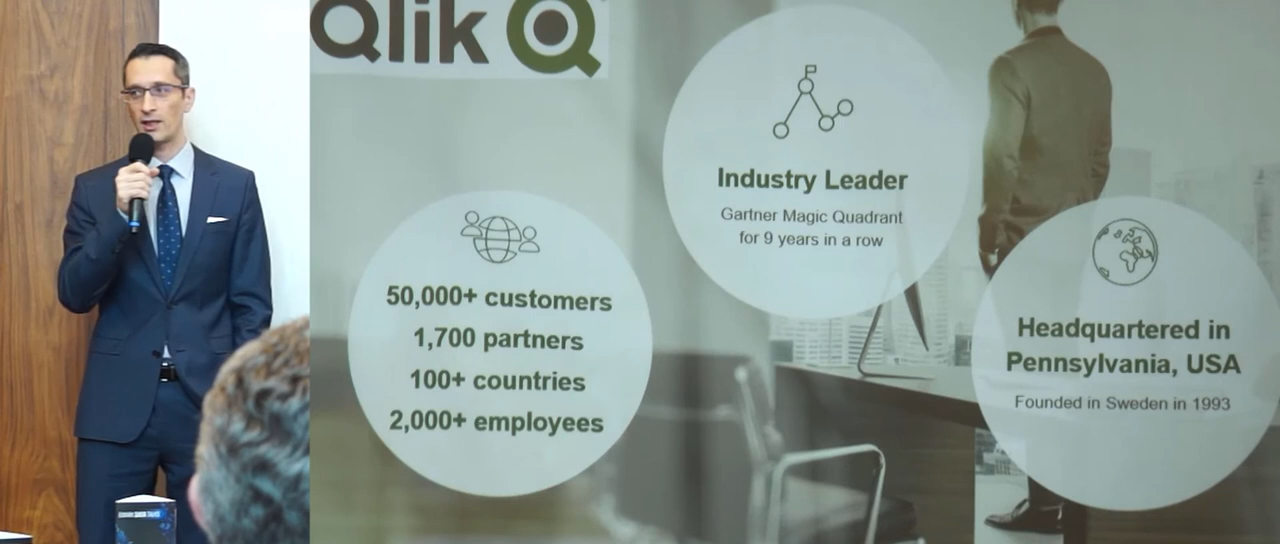 Qlik Q
Industry Leader
Gartner Magic Quadrant
for 9 years in a row
50,000+ customers
1,700 partners
100+ countries
2,000+ employees
Headquartered in
Pennsylvania, USA
Founded in Sweden in 1993